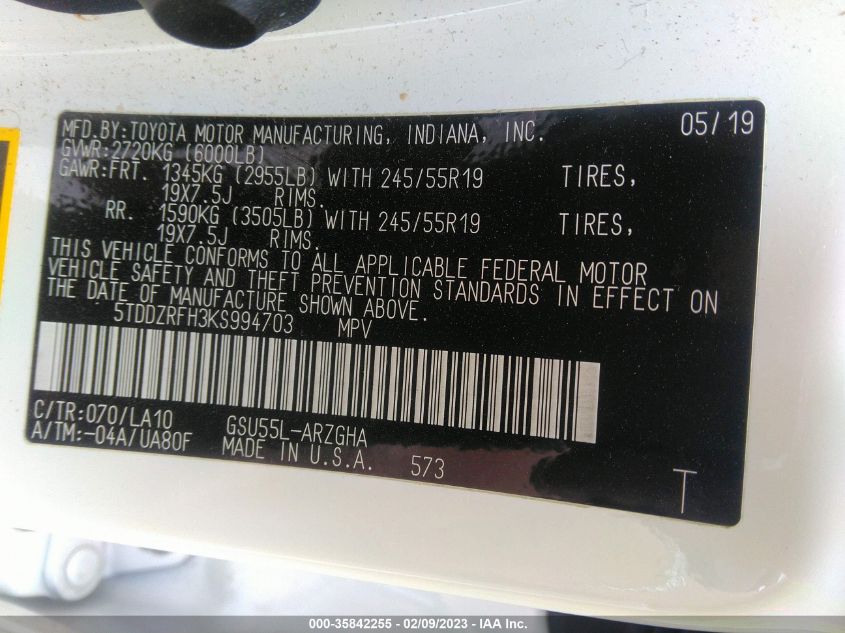 MFD.BY:TOYOTA MOTOR MANUFACTURING, INDIANA, INC. 05/19
GVWR:2720KG (6000LB)
GAWR:FRT. 1345KG (2955LB) WITH 245/55R19 TIRES,
19X7.5J RIMS.
RR. 1590KG (3505LB) WITH 245/55R19 TIRES,
19X7.5J RIMS.
THIS VEHICLE CONFORMS TO ALL APPLICABLE FEDERAL MOTOR
VEHICLE SAFETY AND THEFT PREVENTION STANDARDS IN EFFECT ON
THE DATE OF MANUFACTURE SHOWN ABOVE.
5TDDZRFH3KS994703 MPV
C/TR:070/LA10 GSU55L-ARZGHA
A/TM:-04A/UA80F MADE IN U.S.A. 573
T
000-35842255 - 02/09/2023 - IAA Inc.